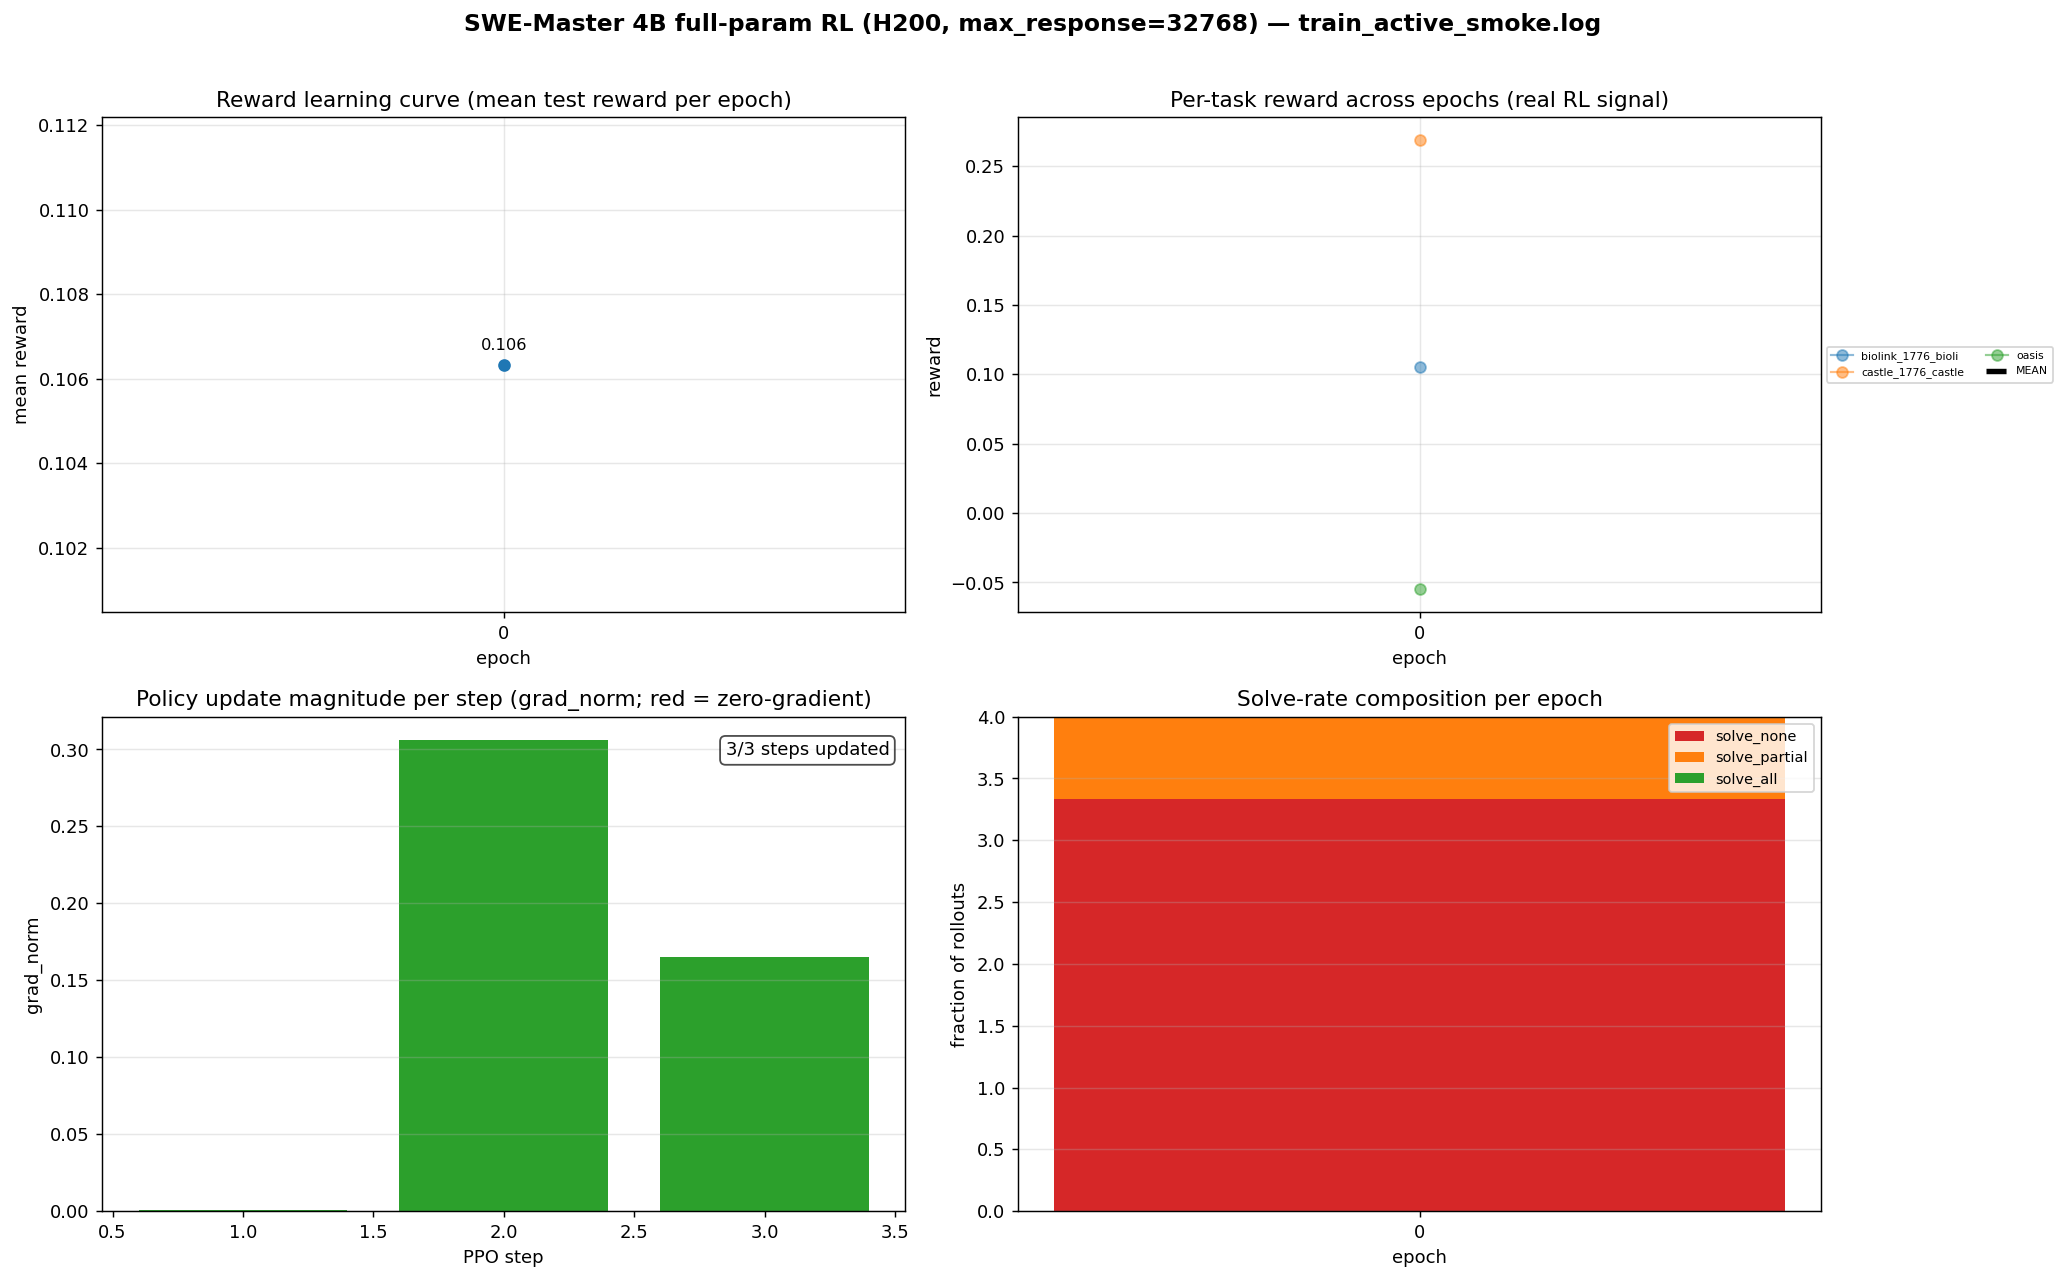 SWE-Master 4B full-param RL (H200, max_response=32768) — train_active_smoke.log
Reward learning curve (mean test reward per epoch)
0.112
0.110
0.108
0.106
0.104
0.102
mean reward
0.106
0
epoch
Per-task reward across epochs (real RL signal)
0.25
0.20
0.15
0.10
0.05
0.00
−0.05
reward
0
epoch
biolink_1776_bioli
castle_1776_castle
oasis
MEAN
Policy update magnitude per step (grad_norm; red = zero-gradient)
3/3 steps updated
0.30
0.25
0.20
0.15
0.10
0.05
0.00
grad_norm
0.5 1.0 1.5 2.0 2.5 3.0 3.5
PPO step
Solve-rate composition per epoch
solve_none
solve_partial
solve_all
4.0
3.5
3.0
2.5
2.0
1.5
1.0
0.5
0.0
fraction of rollouts
0
epoch